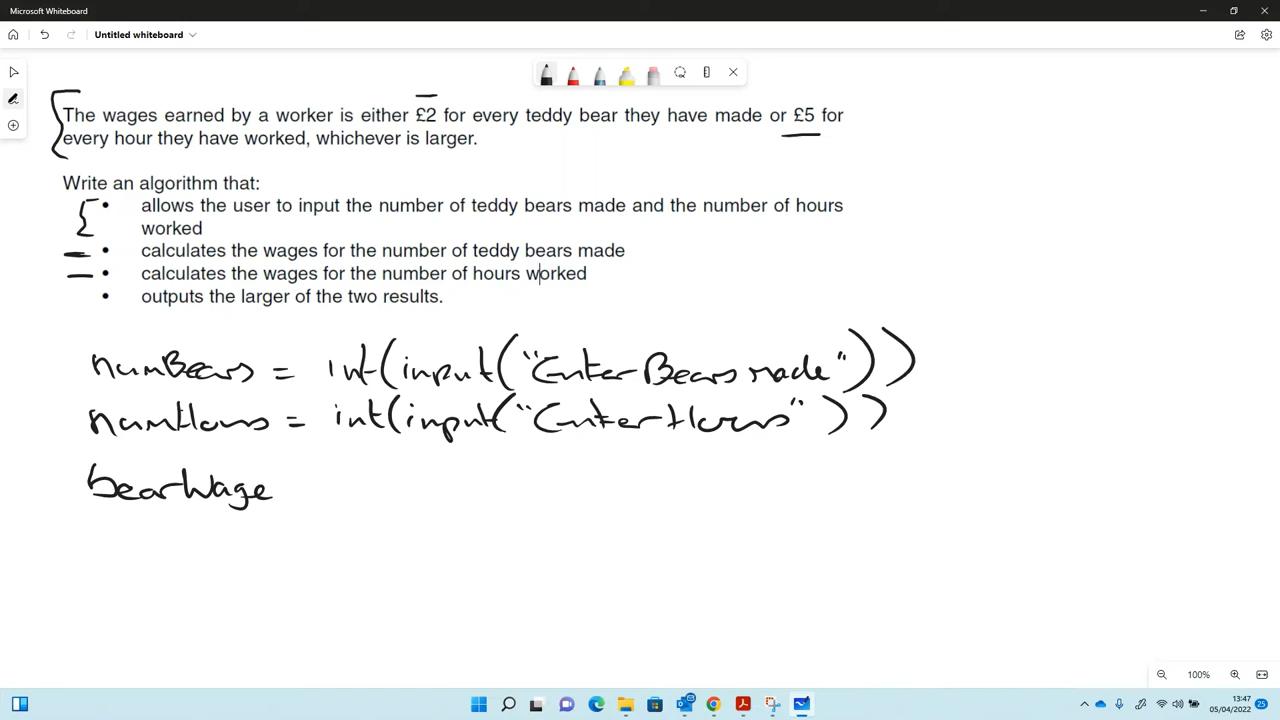 Microsoft Whiteboard
Untitled whiteboard
The wages earned by a worker is either £2 for every teddy bear they have made or £5 for
every hour they have worked, whichever is larger.
Write an algorithm that:
• allows the user to input the number of teddy bears made and the number of hours
worked
• calculates the wages for the number of teddy bears made
• calculates the wages for the number of hours worked
• outputs the larger of the two results.
numBears = int(input("Enter Bears made"))
numHours = int(input("Enter Hours"))
bearWage
100%
13:47
05/04/2022
25